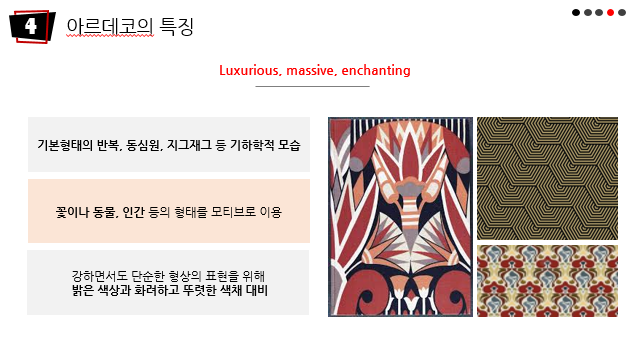 4
아르데코의 특징
Luxurious, massive, enchanting
기본형태의 반복, 동심원, 지그재그 등 기하학적 모습
꽃이나 동물, 인간 등의 형태를 모티브로 이용
강하면서도 단순한 형상의 표현을 위해
밝은 색상과 화려하고 뚜렷한 색채 대비